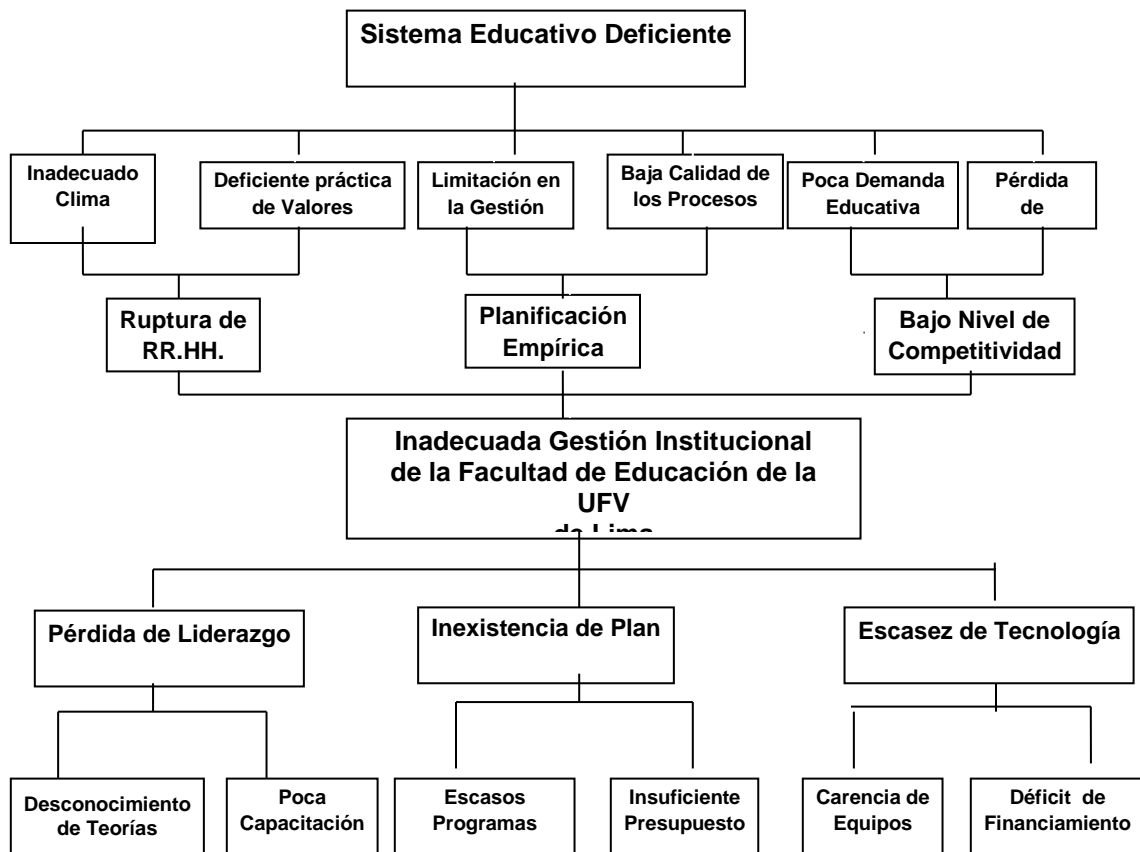 Sistema Educativo Deficiente
Inadecuado
Clima
Deficiente práctica
de Valores
Limitación en
la Gestión
Baja Calidad de
los Procesos
Poca Demanda
Educativa
Pérdida
de
Ruptura de
RR.HH.
Planificación
Empírica
Bajo Nivel de
Competitividad
Inadecuada Gestión Institucional
de la Facultad de Educación de la
UFV
de Lima
Pérdida de Liderazgo
Inexistencia de Plan
Escasez de Tecnología
Desconocimiento
de Teorías
Poca
Capacitación
Escasos
Programas
Insuficiente
Presupuesto
Carencia de
Equipos
Déficit de
Financiamiento